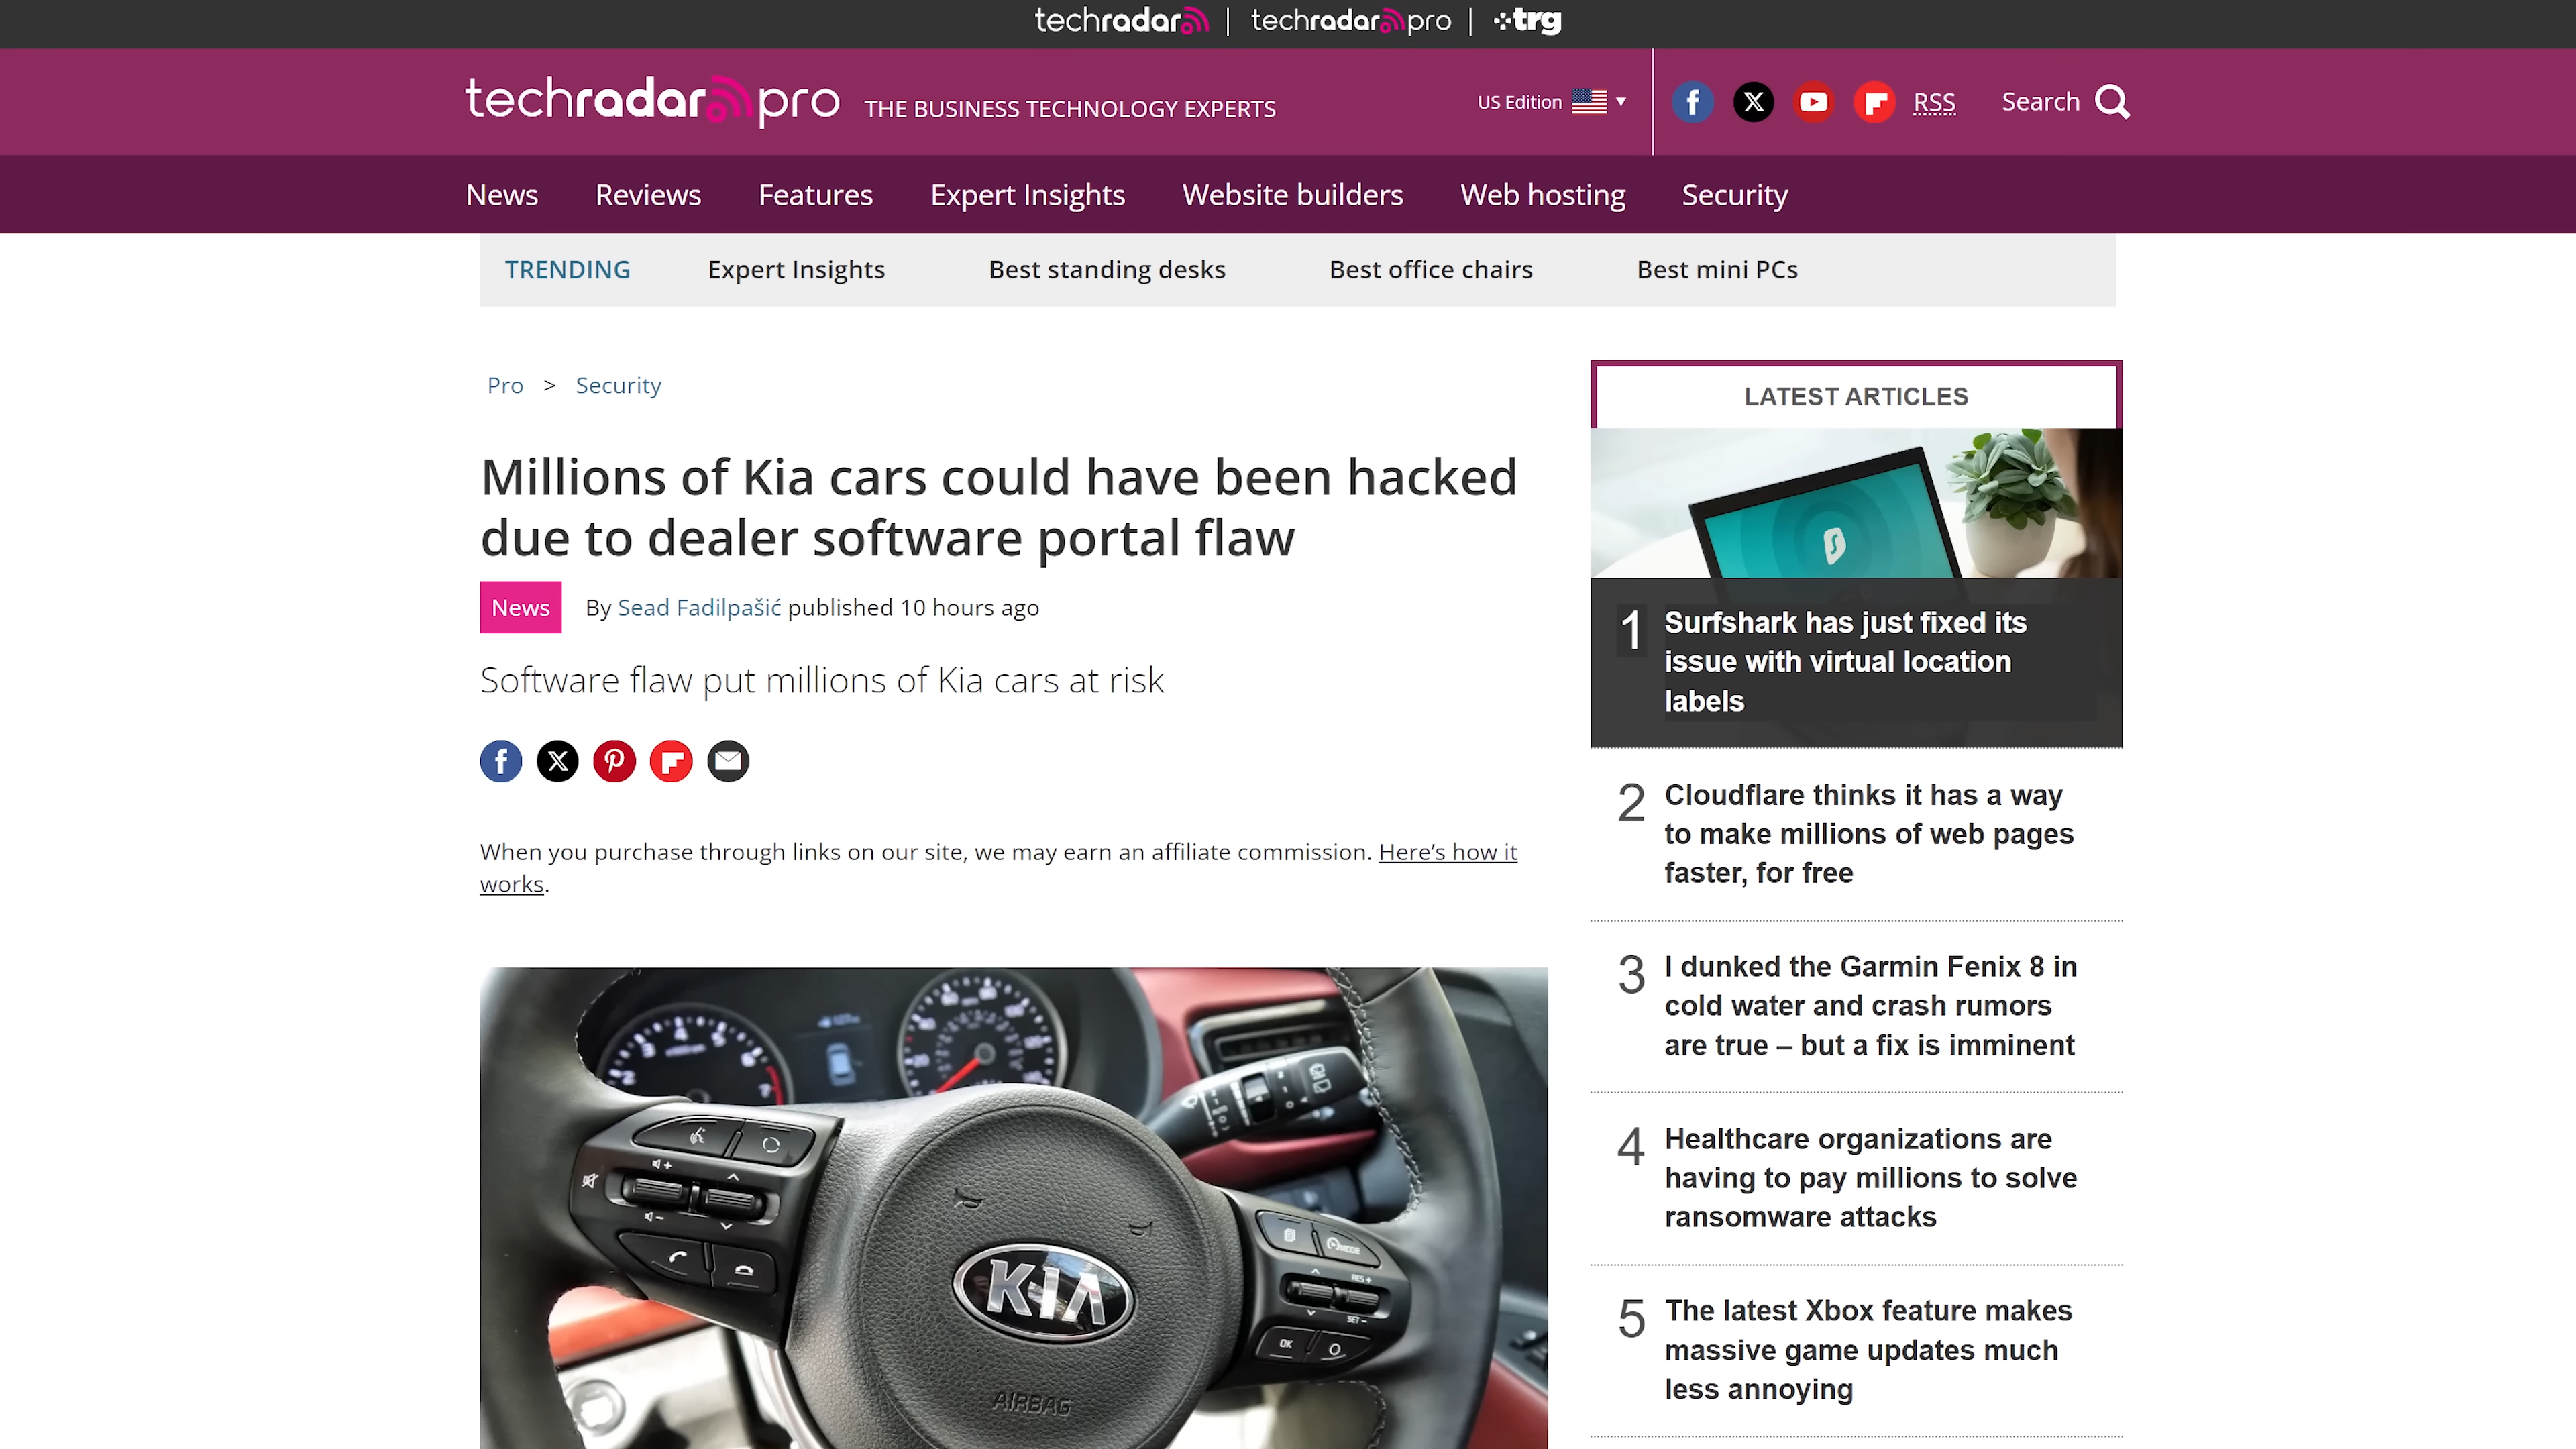 techradar | techradar pro | trg
techradar pro THE BUSINESS TECHNOLOGY EXPERTS
US Edition
RSS
Search
News Reviews Features Expert Insights Website builders Web hosting Security
TRENDING Expert Insights Best standing desks Best office chairs Best mini PCs
Pro > Security
Millions of Kia cars could have been hacked
due to dealer software portal flaw
News By Sead Fadilpašić published 10 hours ago
Software flaw put millions of Kia cars at risk
When you purchase through links on our site, we may earn an affiliate commission. Here’s how it
works.
KIA
AIRBAG
MODE
RES +
SET -
OK
LATEST ARTICLES
1 Surfshark has just fixed its
issue with virtual location
labels
2 Cloudflare thinks it has a way
to make millions of web pages
faster, for free
3 I dunked the Garmin Fenix 8 in
cold water and crash rumors
are true – but a fix is imminent
4 Healthcare organizations are
having to pay millions to solve
ransomware attacks
5 The latest Xbox feature makes
massive game updates much
less annoying